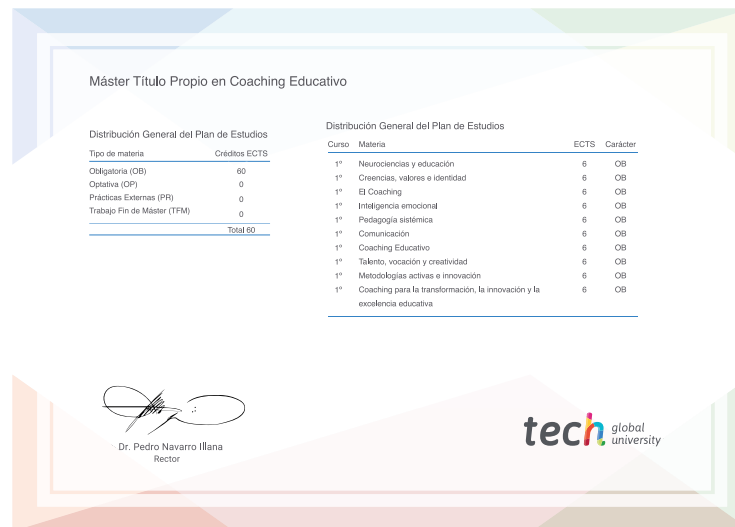 Máster Título Propio en Coaching Educativo
Distribución General del Plan de Estudios
Tipo de materia Créditos ECTS
Obligatoria (OB) 60
Optativa (OP) 0
Prácticas Externas (PR) 0
Trabajo Fin de Máster (TFM) 0
Total 60
Distribución General del Plan de Estudios
Curso Materia ECTS Carácter
1º Neurociencias y educación 6 OB
1º Creencias, valores e identidad 6 OB
1º El Coaching 6 OB
1º Inteligencia emocional 6 OB
1º Pedagogía sistémica 6 OB
1º Comunicación 6 OB
1º Coaching Educativo 6 OB
1º Talento, vocación y creatividad 6 OB
1º Metodologías activas e innovación 6 OB
1º Coaching para la transformación, la innovación y la 6 OB
excelencia educativa
Dr. Pedro Navarro Illana
Rector
tech global
university